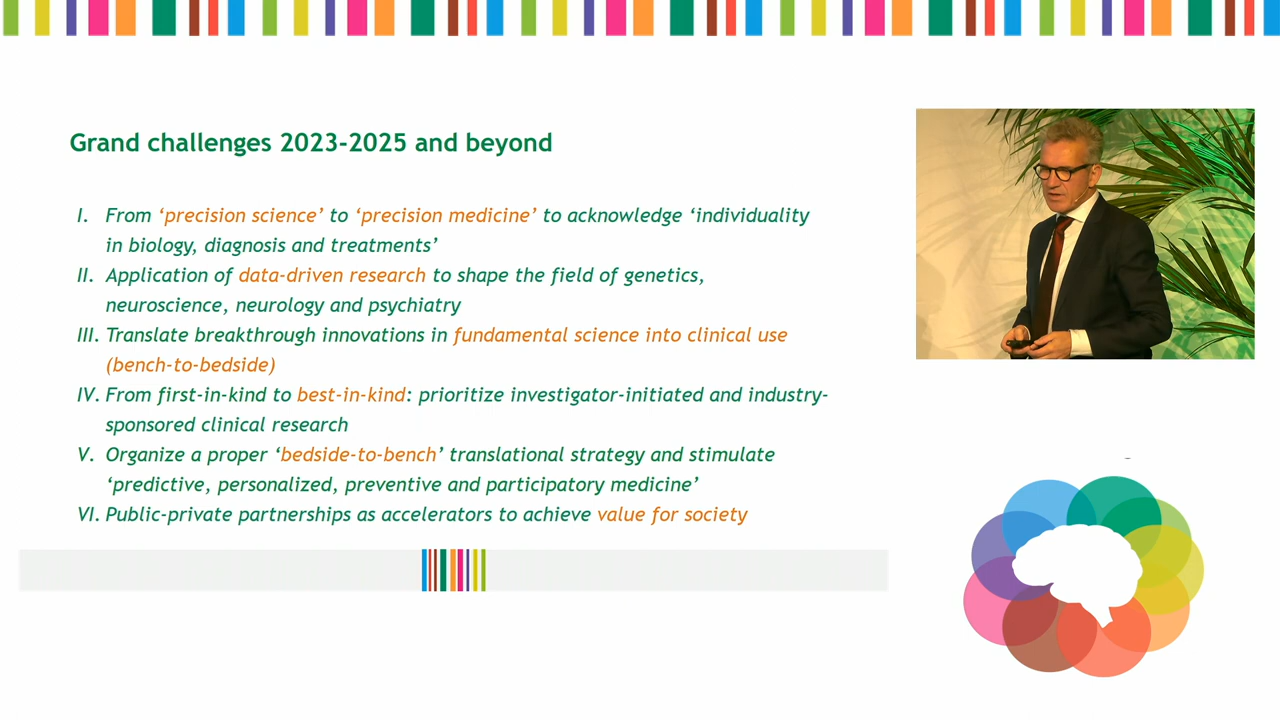 Grand challenges 2023-2025 and beyond
I. From ‘precision science’ to ‘precision medicine’ to acknowledge ‘individuality
in biology, diagnosis and treatments’
II. Application of data-driven research to shape the field of genetics,
neuroscience, neurology and psychiatry
III. Translate breakthrough innovations in fundamental science into clinical use
(bench-to-bedside)
IV. From first-in-kind to best-in-kind: prioritize investigator-initiated and industry-
sponsored clinical research
V. Organize a proper ‘bedside-to-bench’ translational strategy and stimulate
‘predictive, personalized, preventive and participatory medicine’
VI. Public-private partnerships as accelerators to achieve value for society